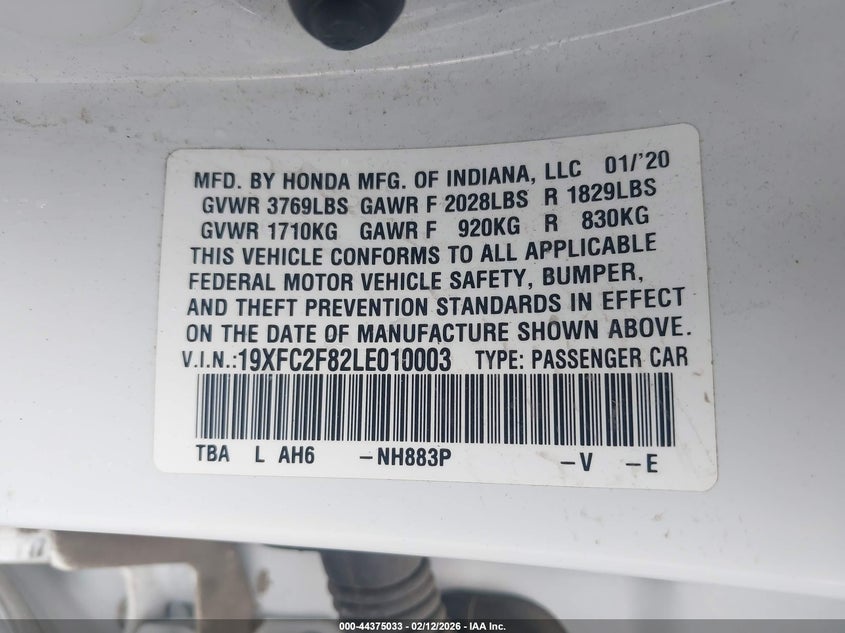 MFD. BY HONDA MFG. OF INDIANA, LLC 01/'20
GVWR 3769LBS GAWR F 2028LBS R 1829LBS
GVWR 1710KG GAWR F 920KG R 830KG
THIS VEHICLE CONFORMS TO ALL APPLICABLE
FEDERAL MOTOR VEHICLE SAFETY, BUMPER,
AND THEFT PREVENTION STANDARDS IN EFFECT
ON THE DATE OF MANUFACTURE SHOWN ABOVE.
V.I.N.:19XFC2F82LE010003 TYPE: PASSENGER CAR
TBA L AH6 –NH883P –V –E
000-44375033 - 02/12/2026 - IAA Inc.